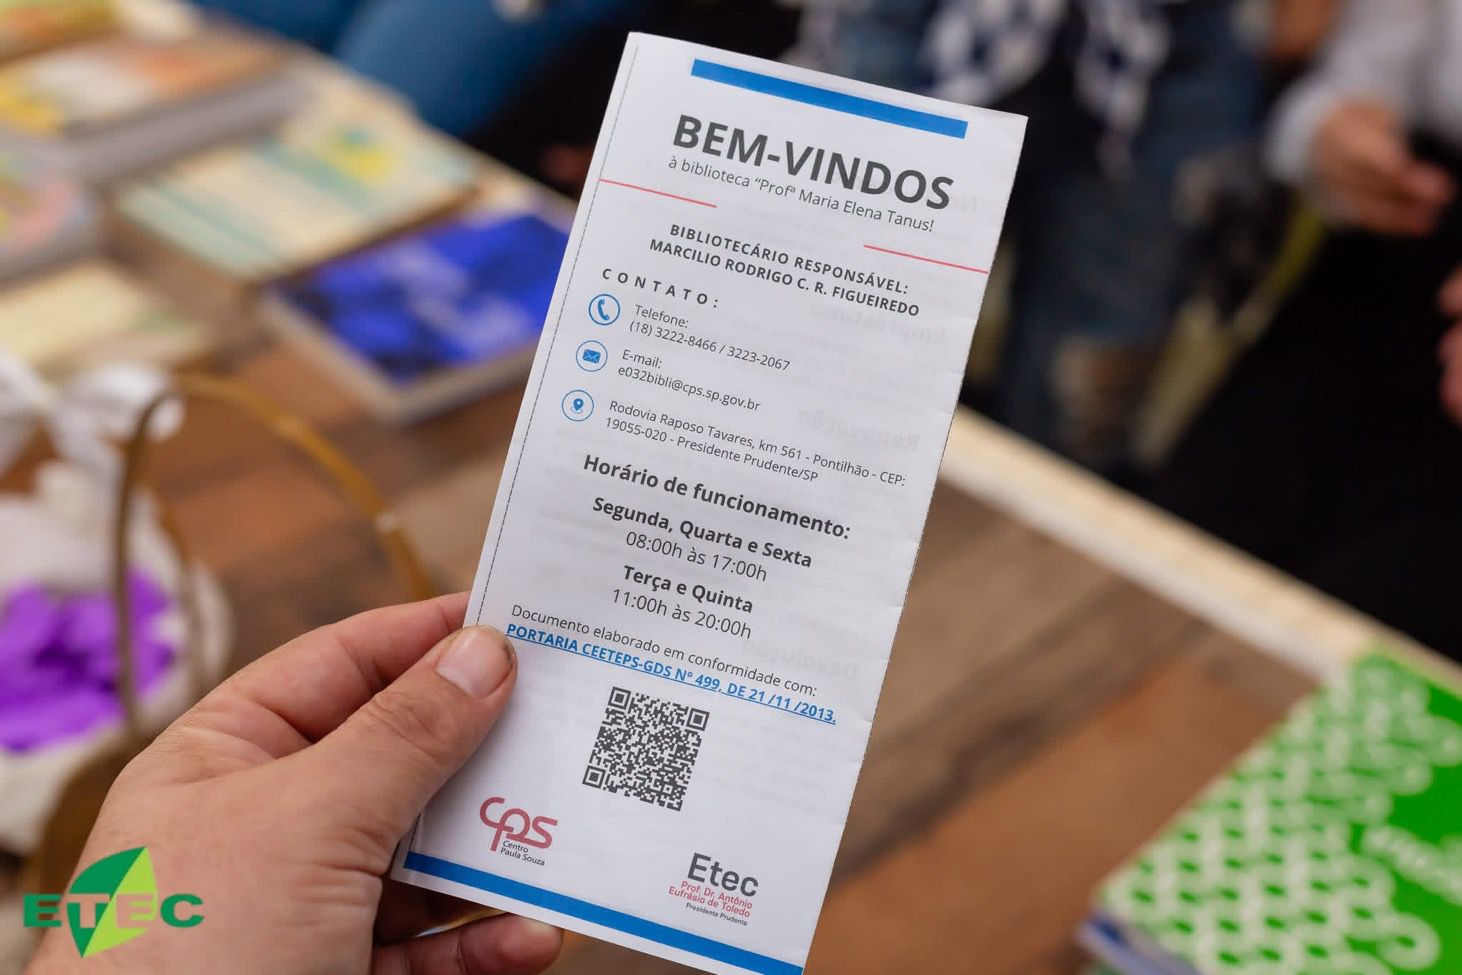 BEM-VINDOS
à biblioteca "Profª Maria Elena Tanus!
BIBLIOTECÁRIO RESPONSÁVEL:
MARCILIO RODRIGO C. R. FIGUEIREDO
CONTATO:
Telefone:
(18) 3222-8466 / 3223-2067
E-mail:
e032bibli@cps.sp.gov.br
Rodovia Raposo Tavares, km 561 - Pontilhão - CEP:
19055-020 - Presidente Prudente/SP
Horário de funcionamento:
Segunda, Quarta e Sexta
08:00h às 17:00h
Terça e Quinta
11:00h às 20:00h
Documento elaborado em conformidade com:
PORTARIA CEETEPS-GDS Nº 499, DE 21 /11 /2013.
cps
Centro
Paula Souza
Etec
Prof. Dr. Antônio
Eufrásio de Toledo
Presidente Prudente
ETEC